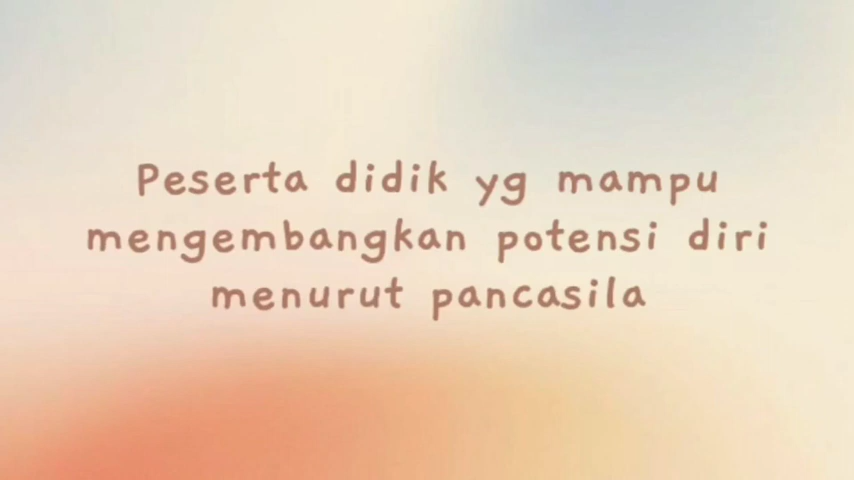 Peserta didik yg mampu
mengembangkan potensi diri
menurut pancasila